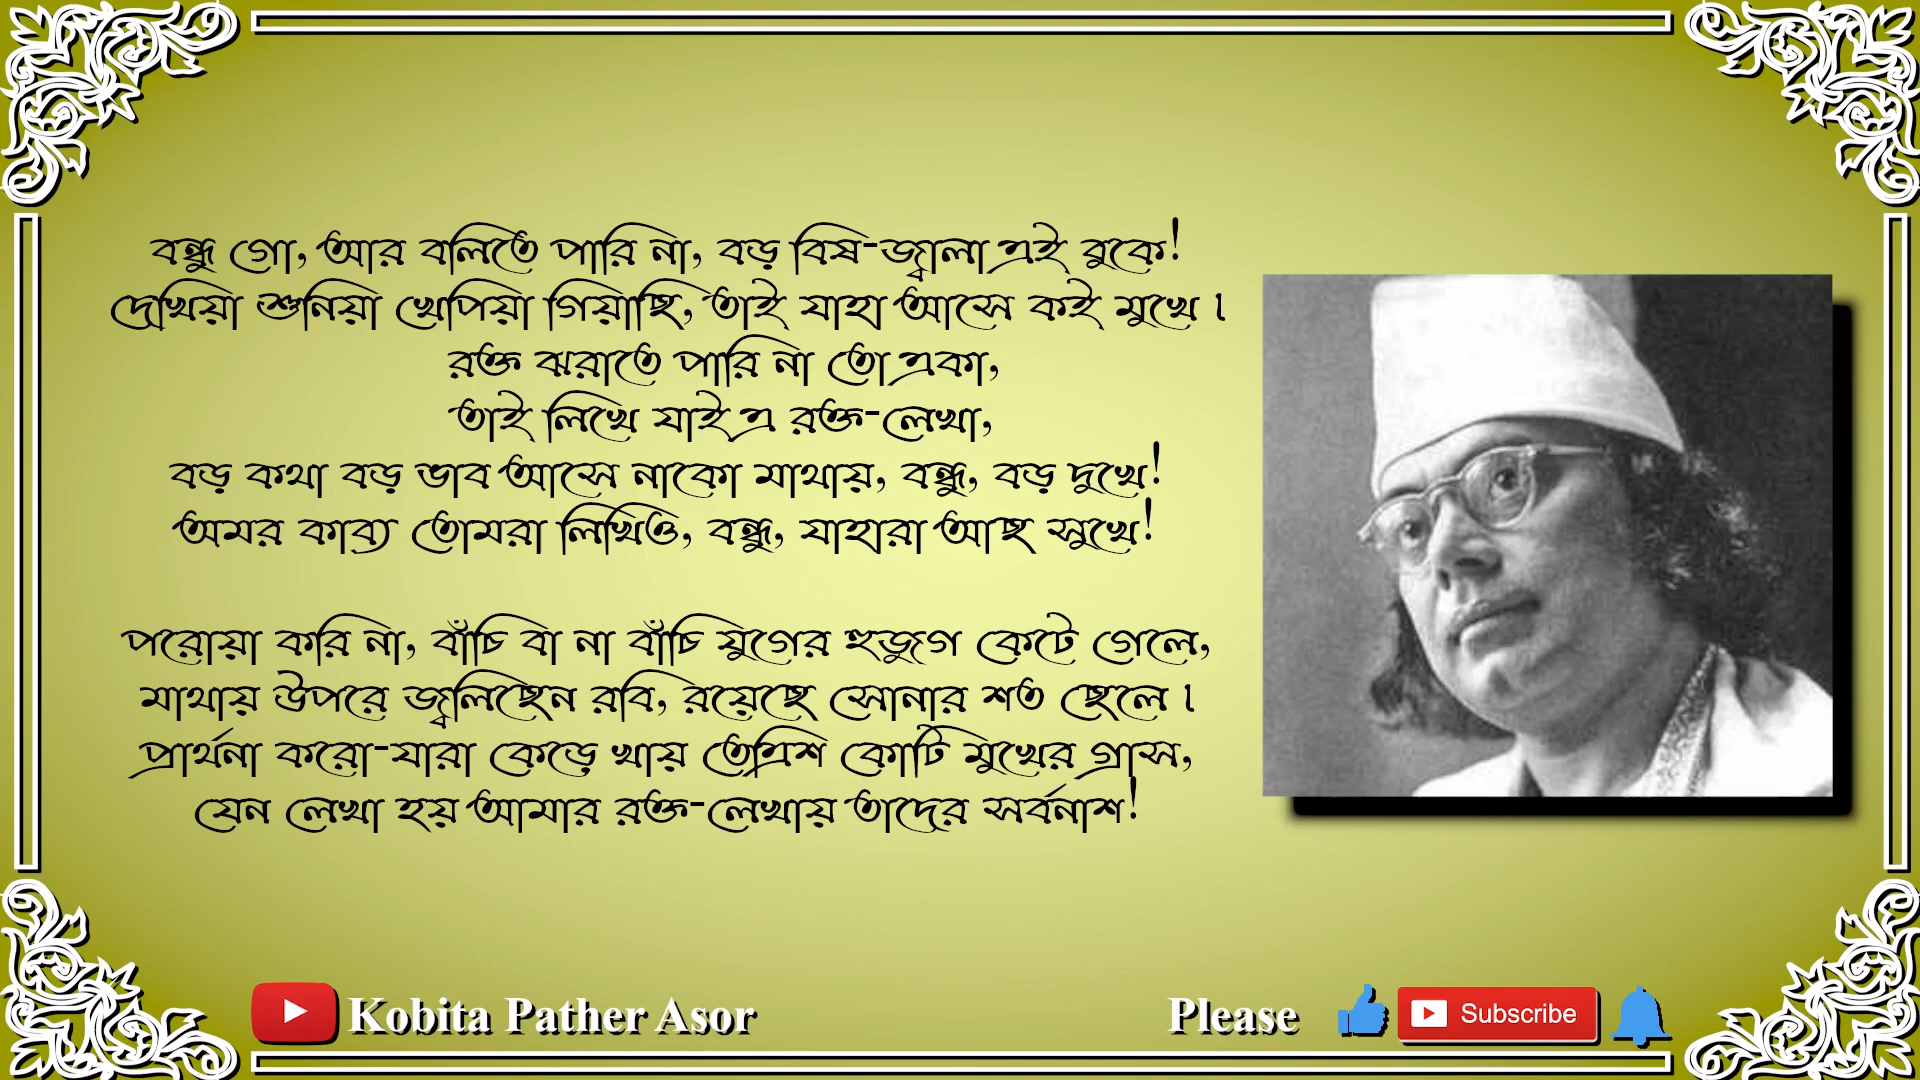 বন্ধু গো, আর বলিতে পারি না, বড় বিষ-জ্বালা এই বুকে!
দেখিয়া শুনিয়া খেপিয়া গিয়াছি, তাই যাহা আসে কই মুখে।
রক্ত ঝরাতে পারি না তো একা,
তাই লিখে যাই এ রক্ত-লেখা,
বড় কথা বড় ভাব আসে নাকো মাথায়, বন্ধু, বড় দুখে!
অমর কাব্য তোমরা লিখিও, বন্ধু, যাহারা আছ সুখে!
পরোয়া করি না, বাঁচি বা না বাঁচি যুগের হুজুগ কেটে গেলে,
মাথায় উপরে জ্বলিছেন রবি, রয়েছে সোনার শত ছেলে।
প্রার্থনা করো-যারা কেড়ে খায় তেত্রিশ কোটি মুখের গ্রাস,
যেন লেখা হয় আমার রক্ত-লেখায় তাদের সর্বনাশ!
Kobita Pather Asor
Please Subscribe